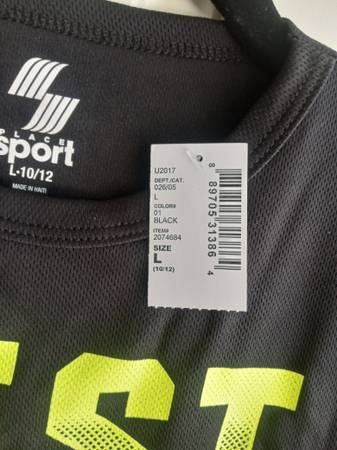 PLACE
sport
L-10/12
MADE IN HAITI
U2017
DEPT./CAT.
026/05
L
COLOR#
01
BLACK
ITEM#
2074684
SIZE
L
(10/12)
8 89705 31386 4
EST